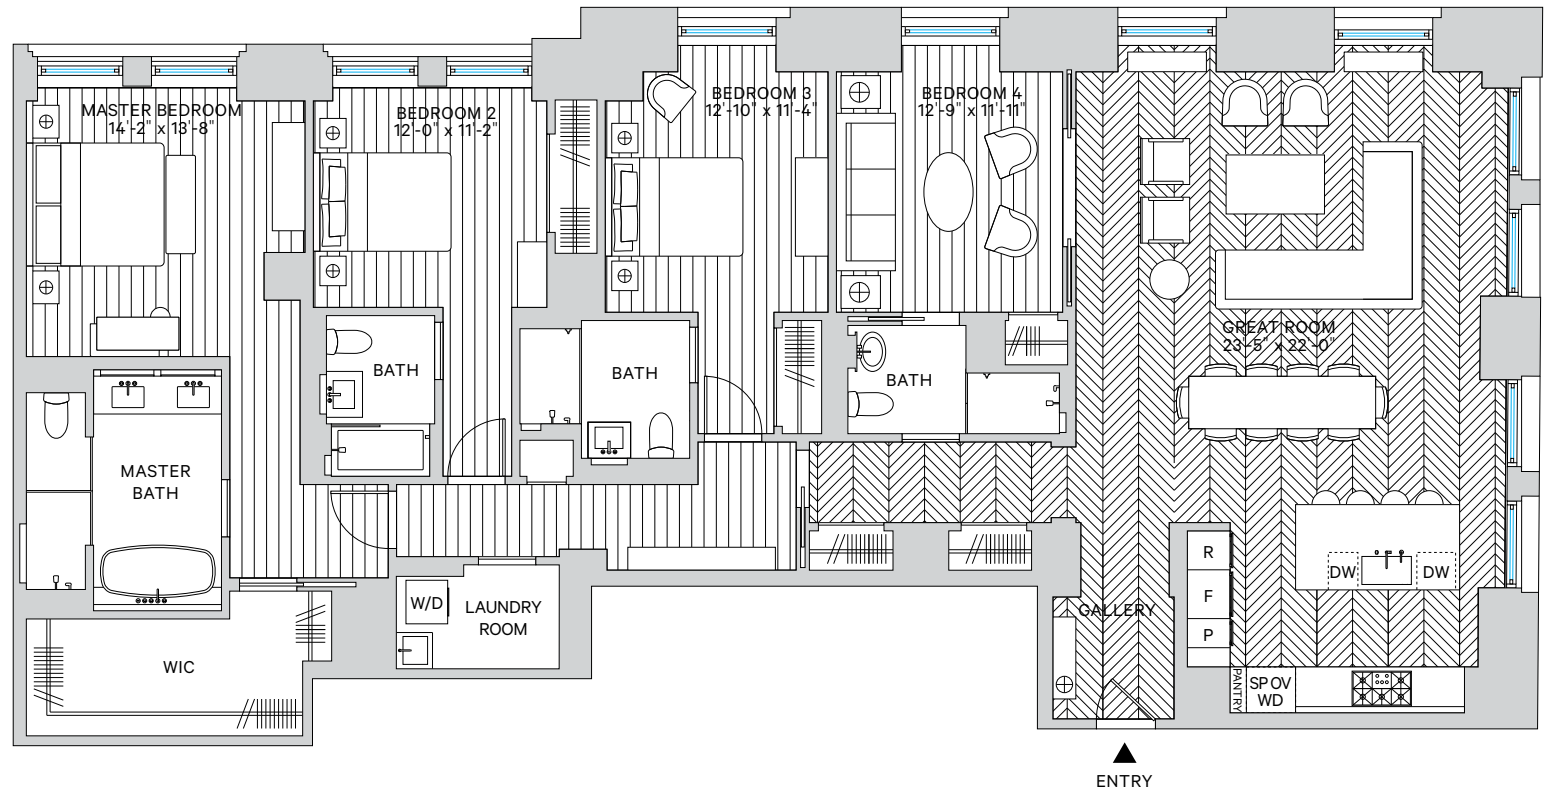 MASTER BEDROOM
14'-2" x 13'-8"
BEDROOM 2
12'-0" x 11'-2"
BEDROOM 3
12'-10" x 11'-4"
BEDROOM 4
12'-9" x 11'-11"
GREAT ROOM
23'-5" x 22'-0"
BATH
BATH
BATH
MASTER
BATH
R
F
P
DW
DW
W/D
LAUNDRY
ROOM
GALLERY
WIC
PANTRY
SP OV
WD
ENTRY